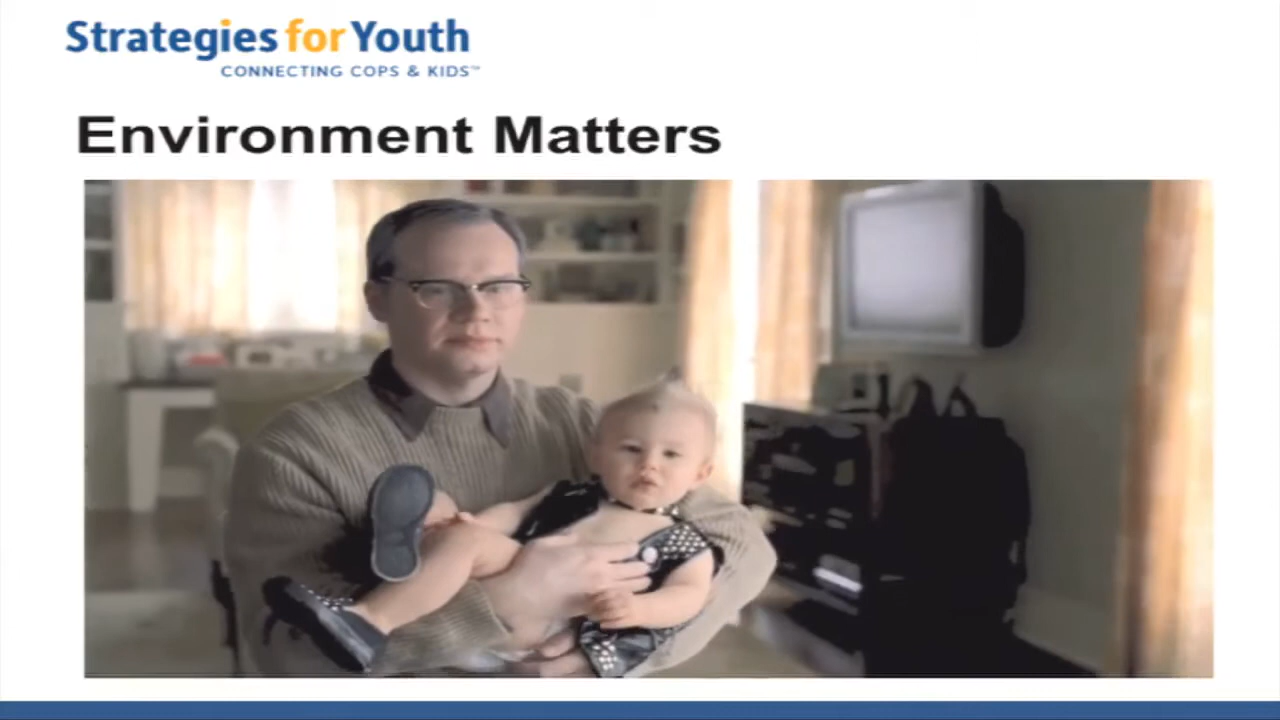 Strategies for Youth
CONNECTING COPS & KIDS™
Environment Matters